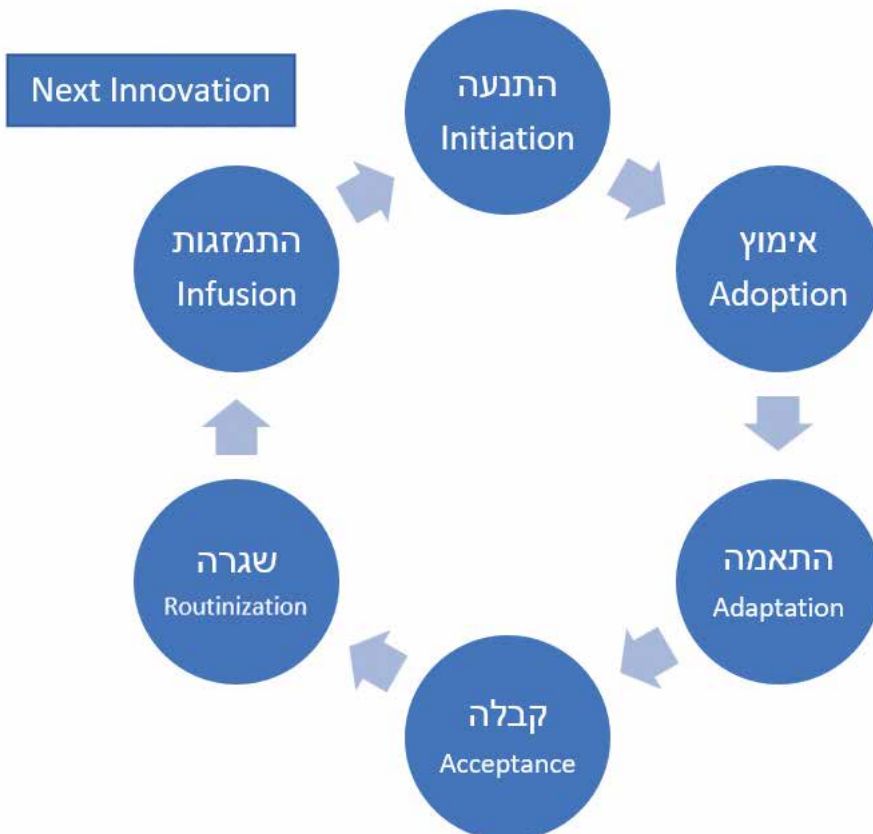 Next Innovation
התנעה
Initiation
אימוץ
Adoption
התאמה
Adaptation
קבלה
Acceptance
שגרה
Routinization
התמזגות
Infusion